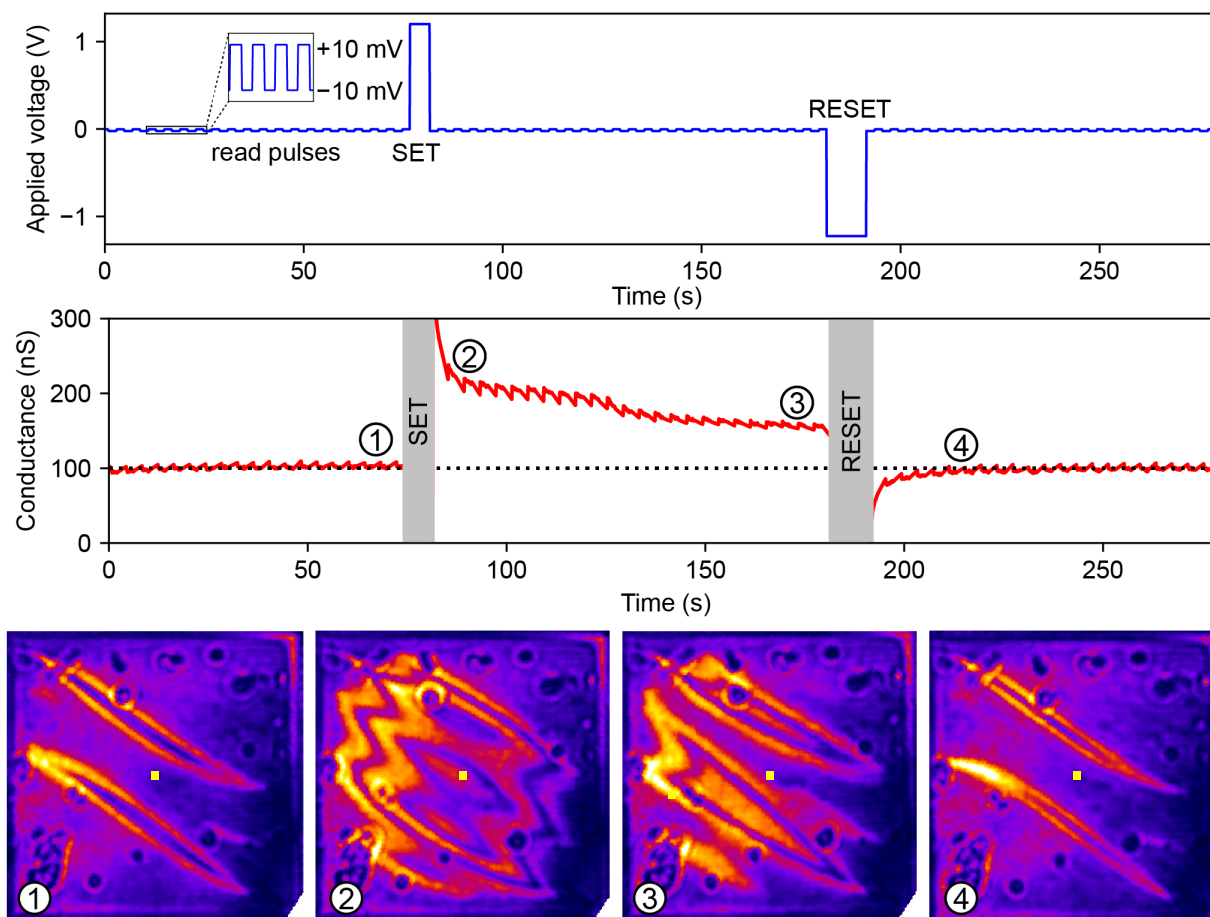 Applied voltage (V)
1
0
−1
+10 mV
−10 mV
read pulses
SET
RESET
0 50 100 150 200 250
Time (s)
Conductance (nS)
300
200
100
0
1
SET
2
3
RESET
4
0 50 100 150 200 250
Time (s)
1 2 3 4